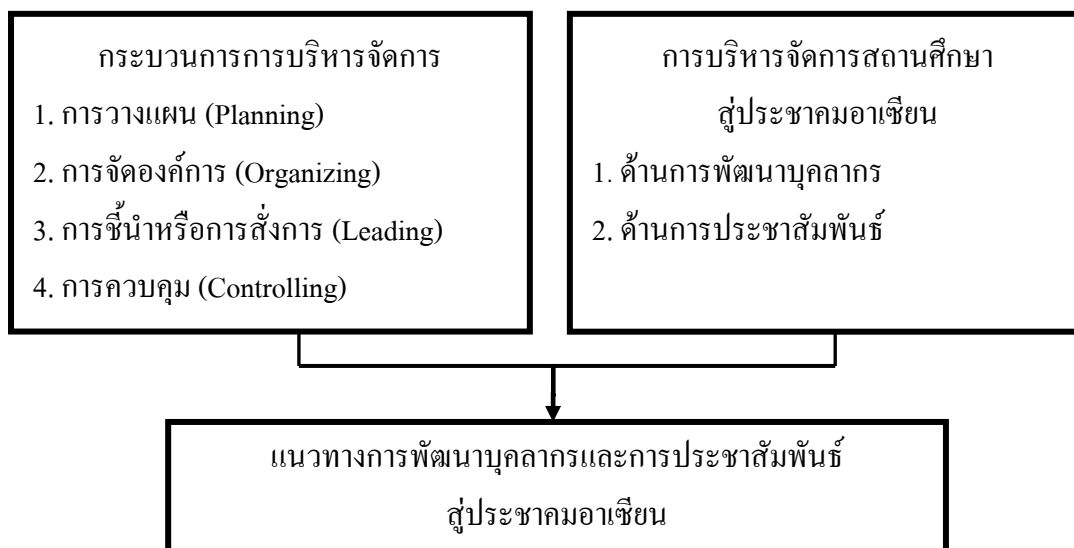 กระบวนการการบริหารจัดการ
1. การวางแผน (Planning)
2. การจัดองค์การ (Organizing)
3. การชี้นำหรือการสั่งการ (Leading)
4. การควบคุม (Controlling)
การบริหารจัดการสถานศึกษา
สู่ประชาคมอาเซียน
1. ด้านการพัฒนาบุคลากร
2. ด้านการประชาสัมพันธ์
แนวทางการพัฒนาบุคลากรและการประชาสัมพันธ์
สู่ประชาคมอาเซียน